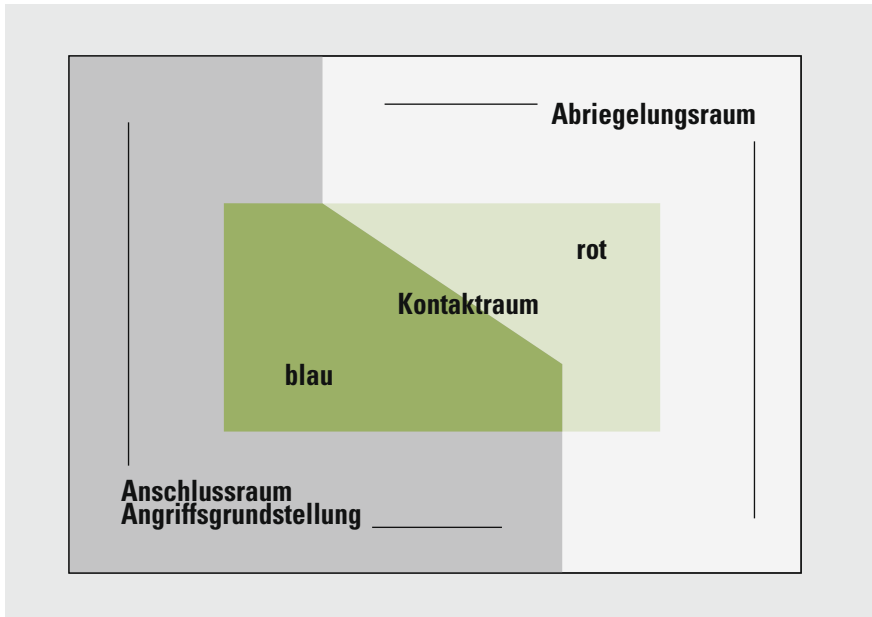 Abriegelungsraum
rot
Kontaktraum
blau
Anschlussraum
Angriffsgrundstellung